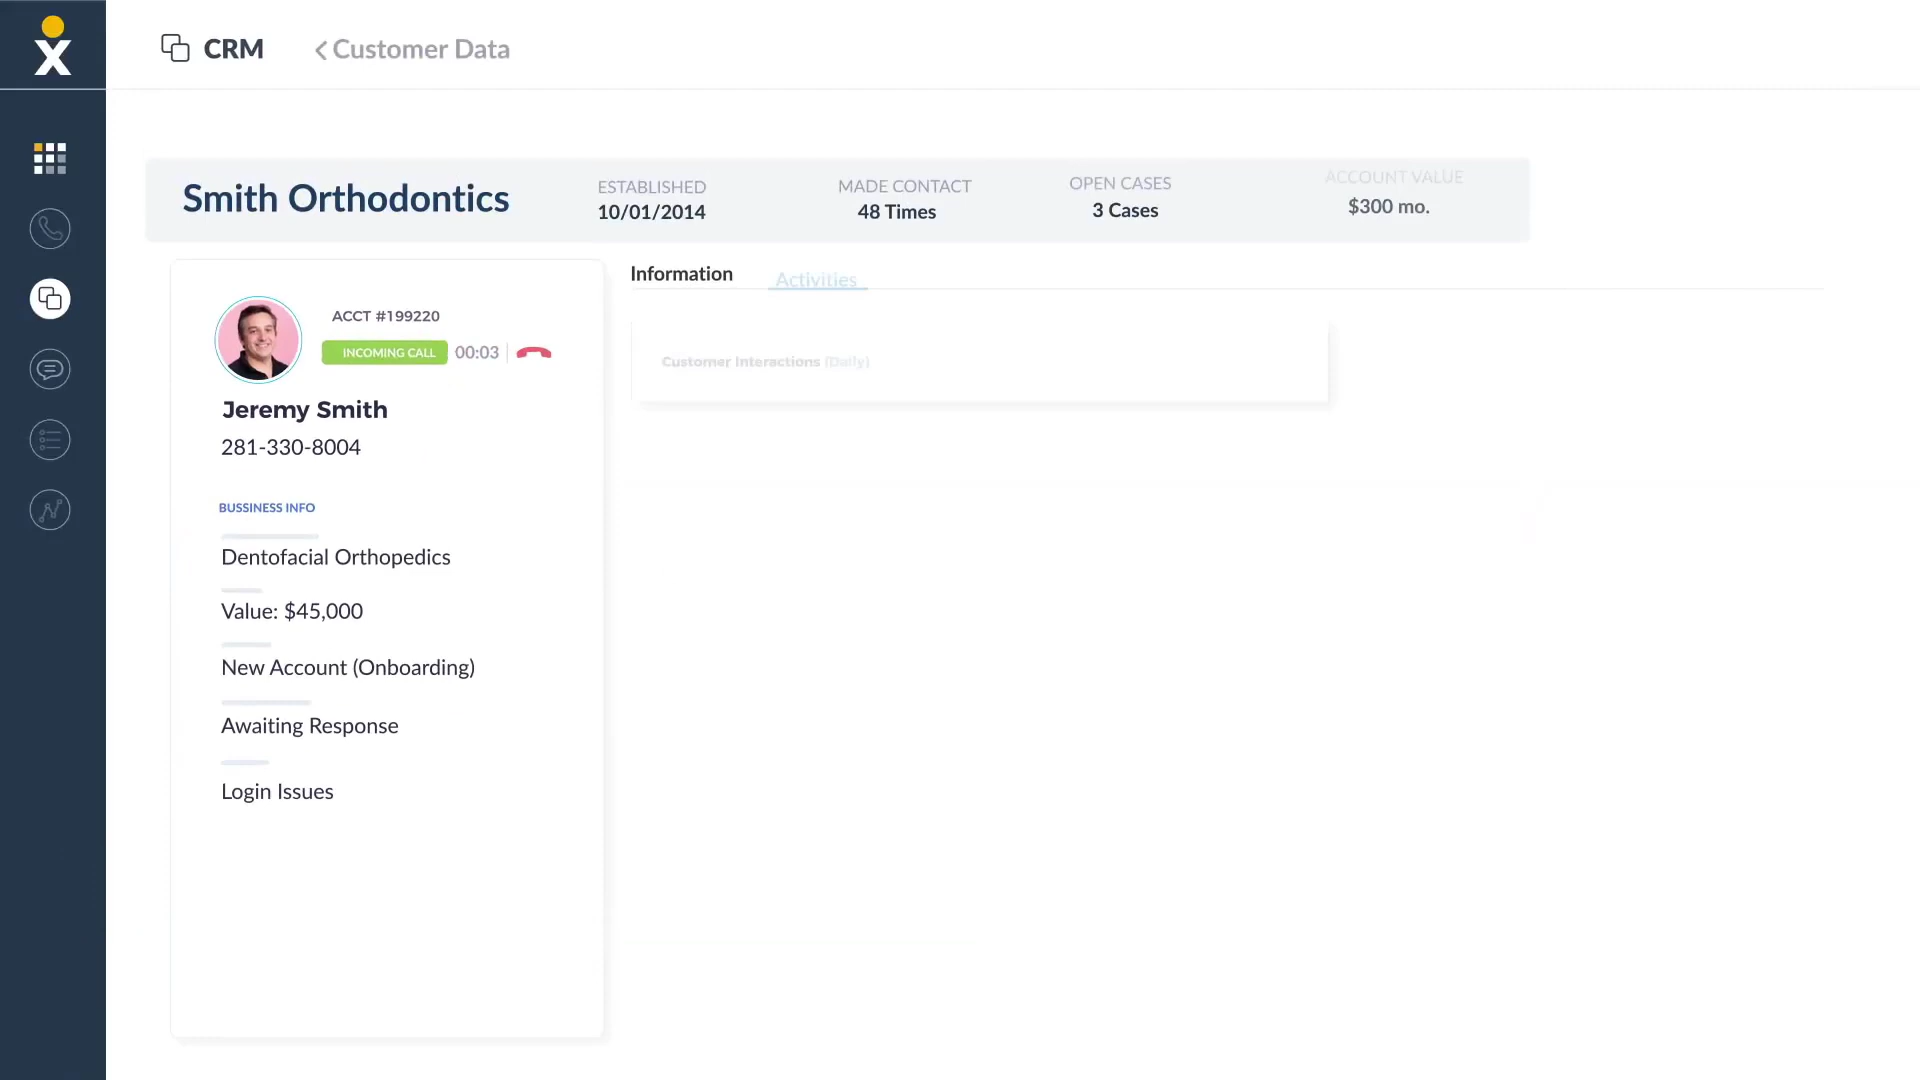 CRM
Customer Data
Smith Orthodontics
ESTABLISHED
10/01/2014
MADE CONTACT
48 Times
OPEN CASES
3 Cases
ACCOUNT VALUE
$300 mo.
ACCT #199220
INCOMING CALL 00:03
Jeremy Smith
281-330-8004
BUSSINESS INFO
Dentofacial Orthopedics
Value: $45,000
New Account (Onboarding)
Awaiting Response
Login Issues
Information
Activities
Customer Interactions (Daily)